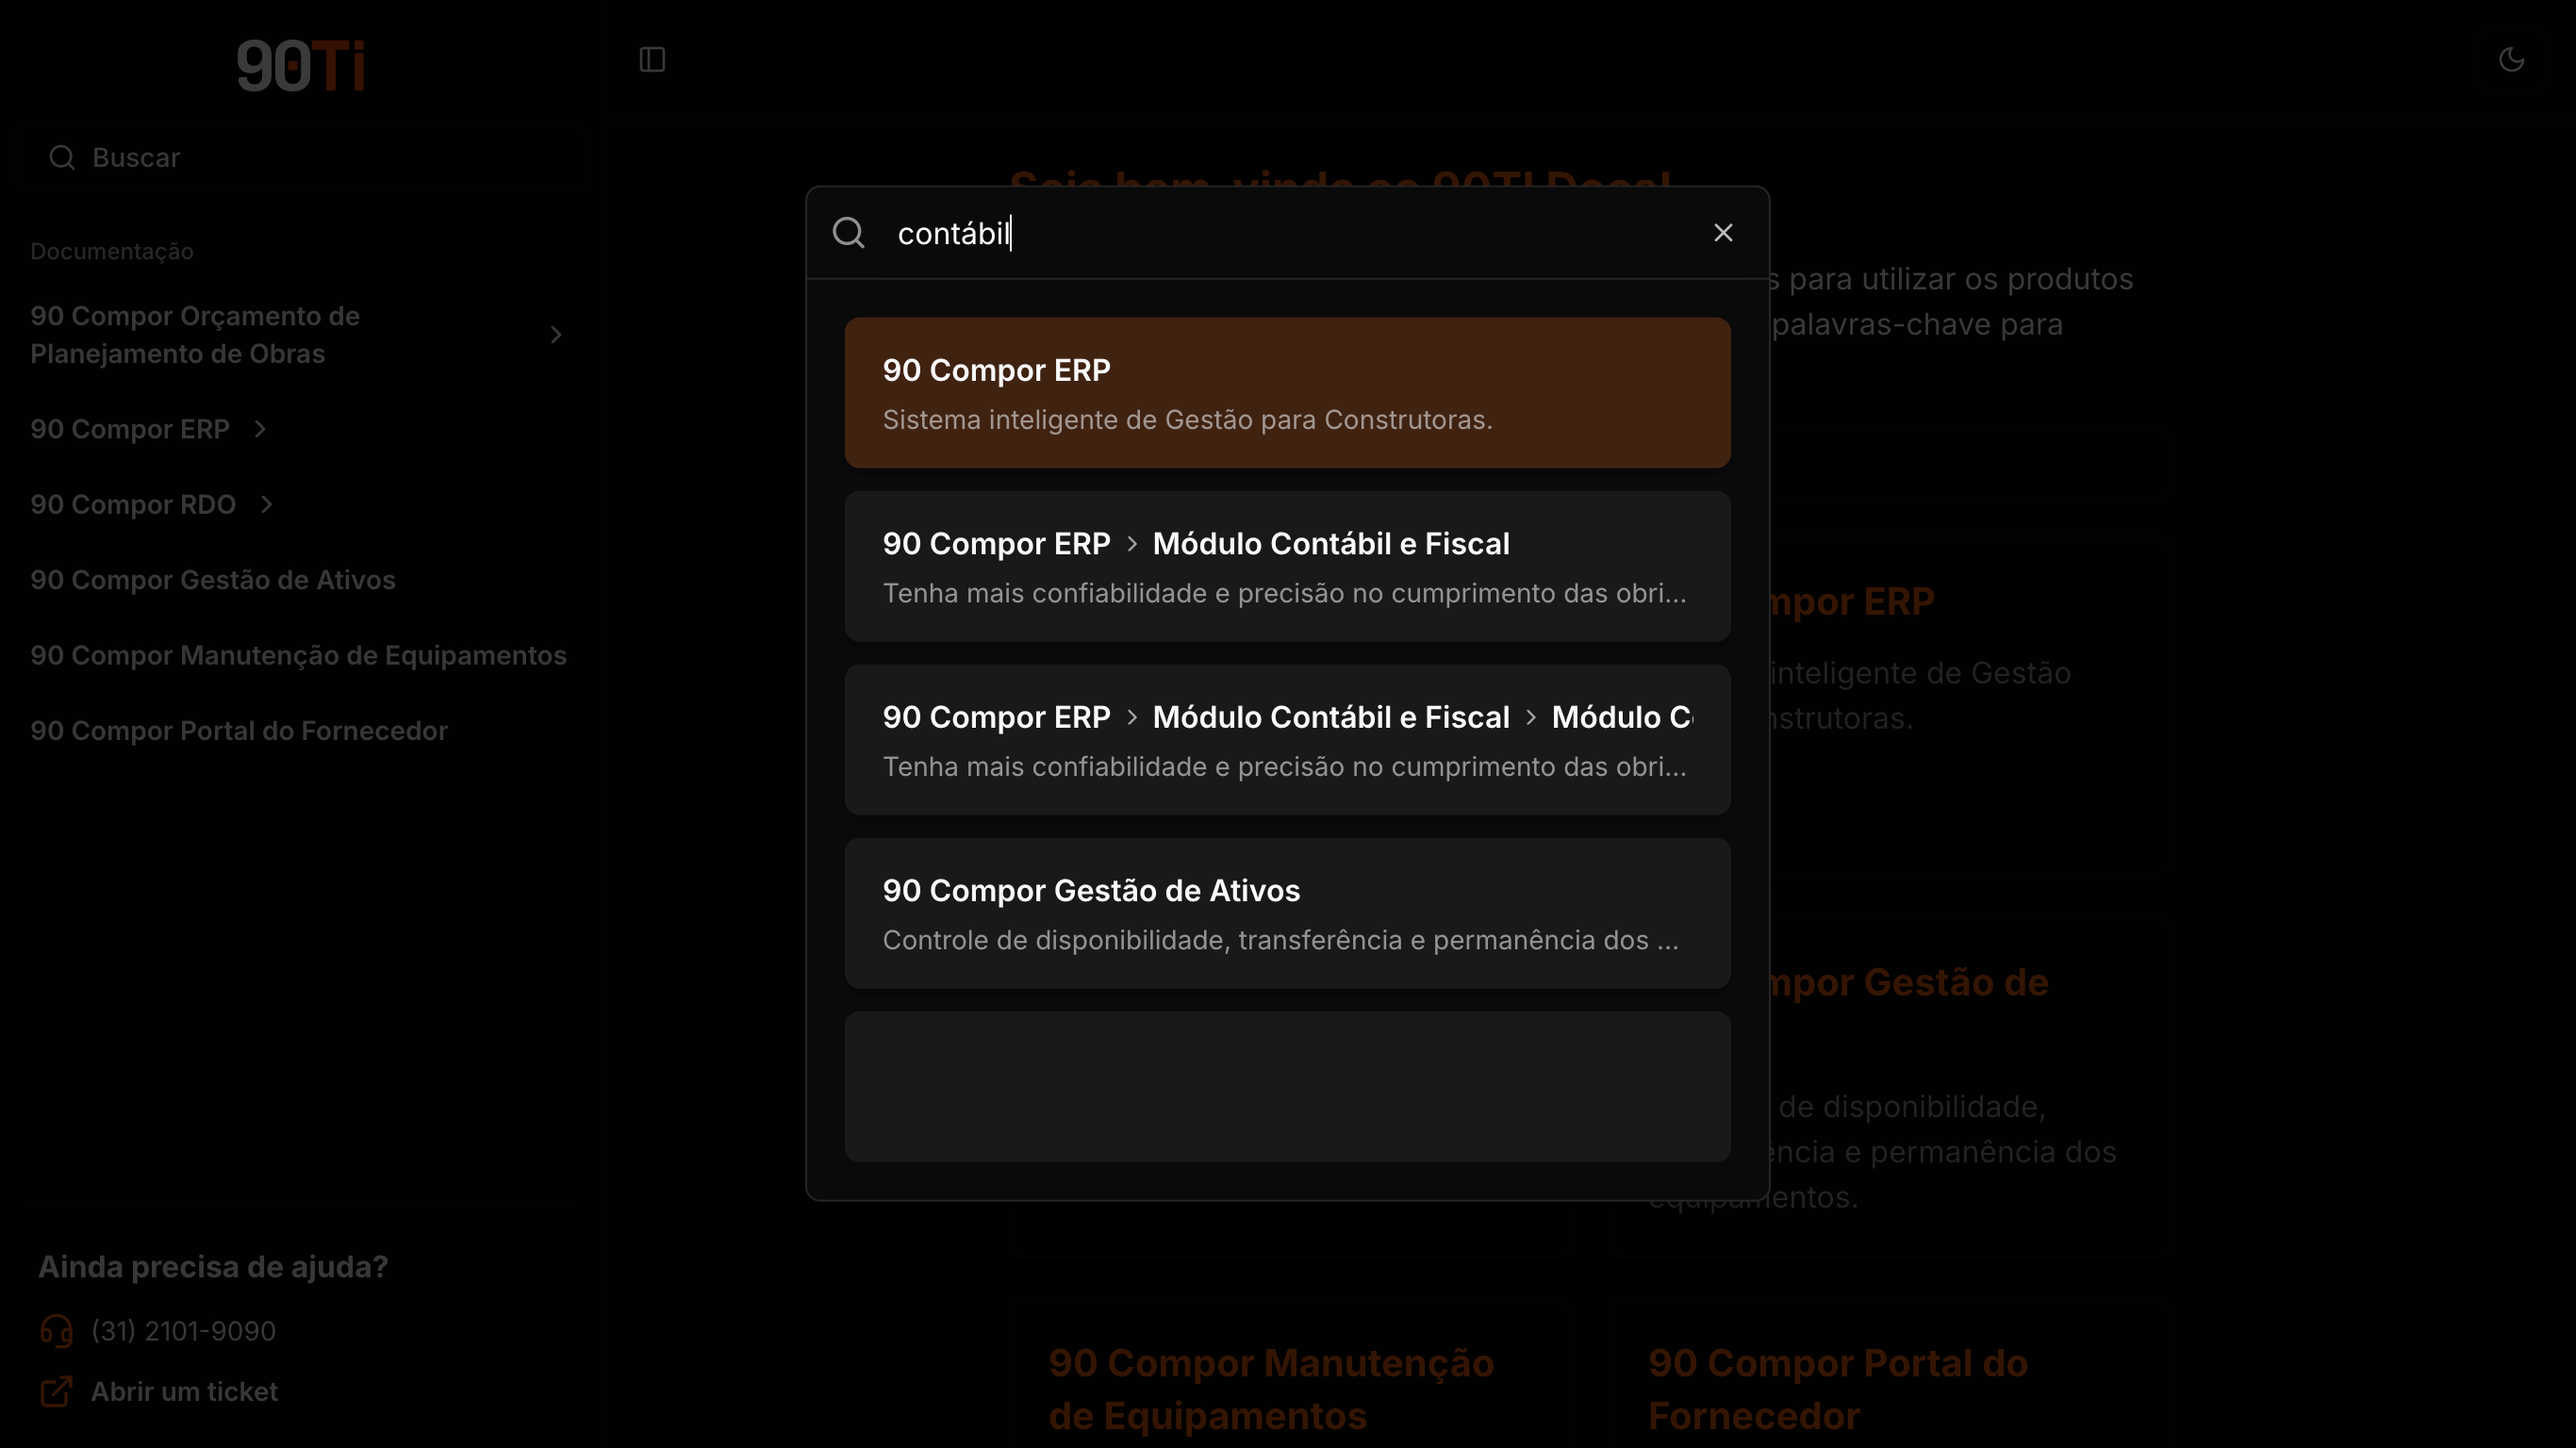 90Ti
Buscar
Documentação
90 Compor Orçamento de
Planejamento de Obras
90 Compor ERP
90 Compor RDO
90 Compor Gestão de Ativos
90 Compor Manutenção de Equipamentos
90 Compor Portal do Fornecedor
Ainda precisa de ajuda?
(31) 2101-9090
Abrir um ticket
contábil
90 Compor ERP
Sistema inteligente de Gestão para Construtoras.
90 Compor ERP > Módulo Contábil e Fiscal
Tenha mais confiabilidade e precisão no cumprimento das obri...
90 Compor ERP > Módulo Contábil e Fiscal > Módulo C
Tenha mais confiabilidade e precisão no cumprimento das obri...
90 Compor Gestão de Ativos
Controle de disponibilidade, transferência e permanência dos ...
para utilizar os produtos
palavras-chave para
ERP
inteligente de Gestão
Gestão de
de disponibilidade,
e permanência dos
90 Compor Manutenção
de Equipamentos
90 Compor Portal do
Fornecedor